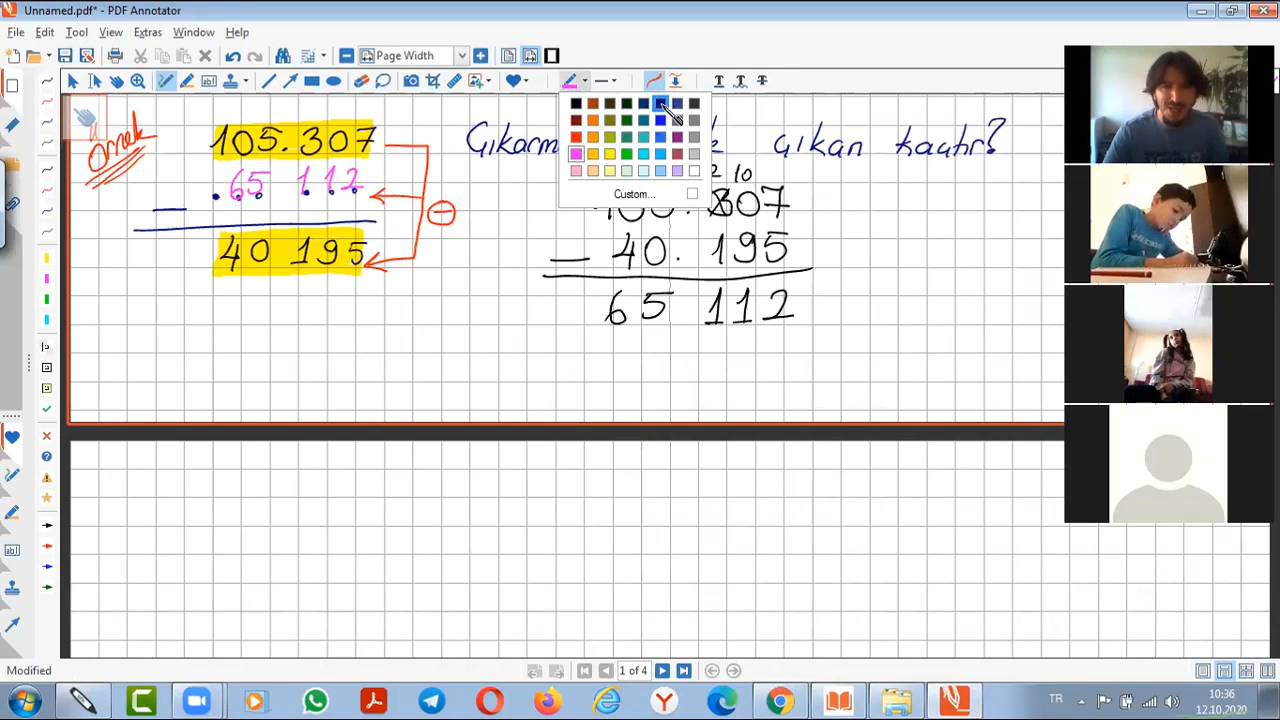 Unnamed.pdf* - PDF Annotator
File Edit Tool View Extras Window Help
Page Width
Custom...
Örnek
105.307
65 112
40 195
Çıkarm
çıkan kaçtır?
2 10
307
40.195
65 112
Modified
1 of 4
TR
10:36
12.10.2020